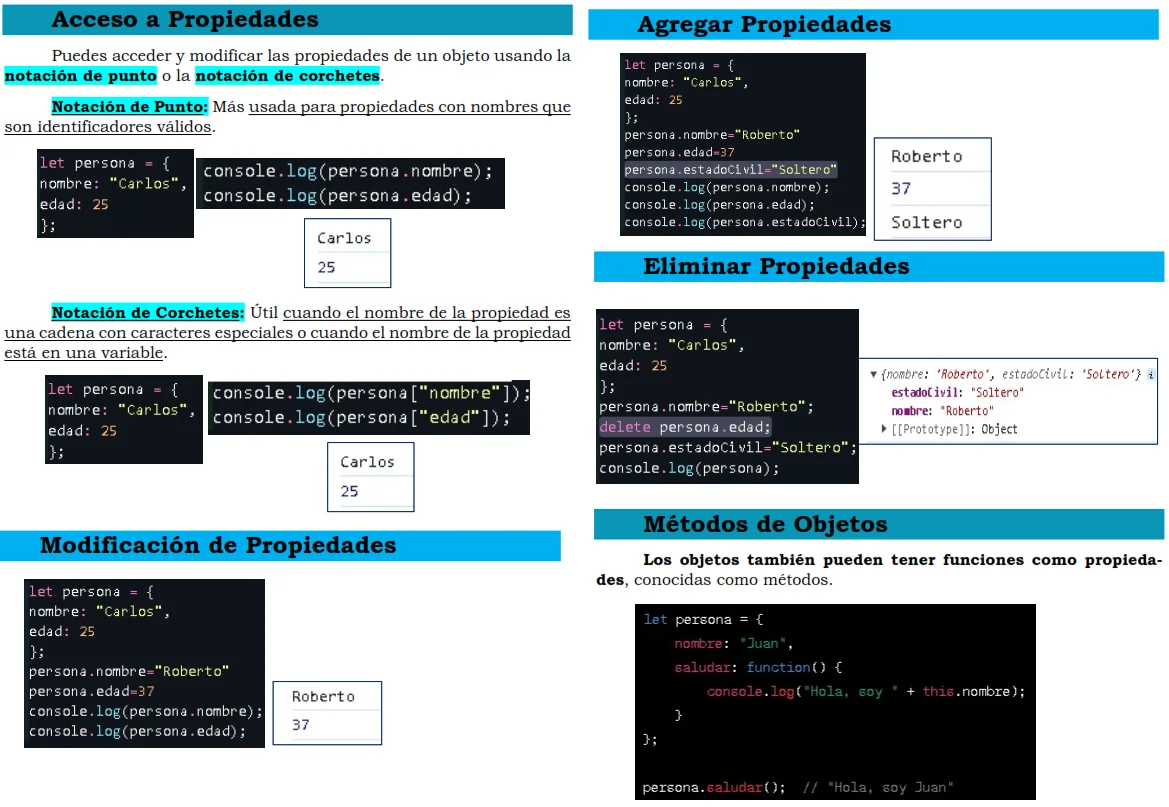 Acceso a Propiedades
Puedes acceder y modificar las propiedades de un objeto usando la
notación de punto o la notación de corchetes.
Notación de Punto: Más usada para propiedades con nombres que
son identificadores válidos.
let persona = {
nombre: "Carlos",
edad: 25
};
console.log(persona.nombre);
console.log(persona.edad);
Carlos
25
Notación de Corchetes: Útil cuando el nombre de la propiedad es
una cadena con caracteres especiales o cuando el nombre de la propiedad
está en una variable.
let persona = {
nombre: "Carlos",
edad: 25
};
console.log(persona["nombre"]);
console.log(persona["edad"]);
Carlos
25
Modificación de Propiedades
let persona = {
nombre: "Carlos",
edad: 25
};
persona.nombre="Roberto"
persona.edad=37
console.log(persona.nombre);
console.log(persona.edad);
Roberto
37
Agregar Propiedades
let persona = {
nombre: "Carlos",
edad: 25
};
persona.nombre="Roberto"
persona.edad=37
persona.estadoCivil="Soltero"
console.log(persona.nombre);
console.log(persona.edad);
console.log(persona.estadoCivil);
Roberto
37
Soltero
Eliminar Propiedades
let persona = {
nombre: "Carlos",
edad: 25
};
persona.nombre="Roberto";
delete persona.edad;
persona.estadoCivil="Soltero";
console.log(persona);
▼ {nombre: 'Roberto', estadoCivil: 'Soltero'} i
estadoCivil: "Soltero"
nombre: "Roberto"
▶ [[Prototype]]: Object
Métodos de Objetos
Los objetos también pueden tener funciones como propieda-
des, conocidas como métodos.
let persona = {
nombre: "Juan",
saludar: function() {
console.log("Hola, soy " + this.nombre);
}
};
persona.saludar(); // "Hola, soy Juan"